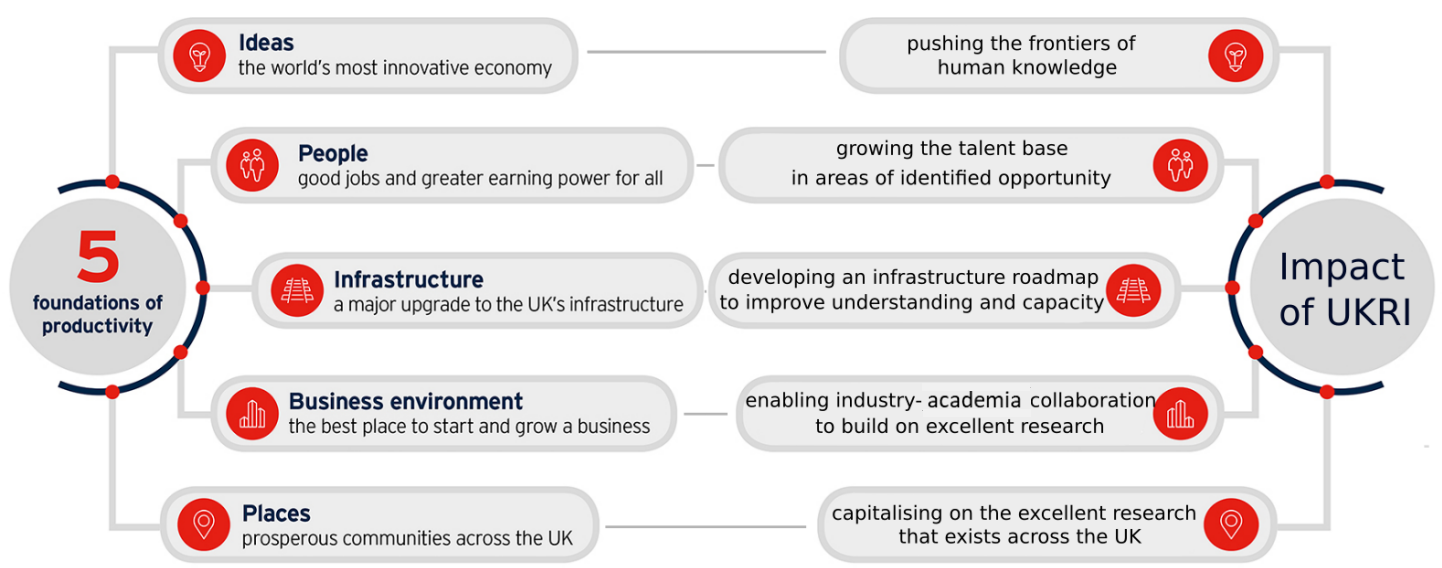 5
foundations of
productivity
Ideas
the world's most innovative economy
pushing the frontiers of
human knowledge
People
good jobs and greater earning power for all
growing the talent base
in areas of identified opportunity
Infrastructure
a major upgrade to the UK's infrastructure
developing an infrastructure roadmap
to improve understanding and capacity
Business environment
the best place to start and grow a business
enabling industry- academia collaboration
to build on excellent research
Places
prosperous communities across the UK
capitalising on the excellent research
that exists across the UK
Impact
of UKRI